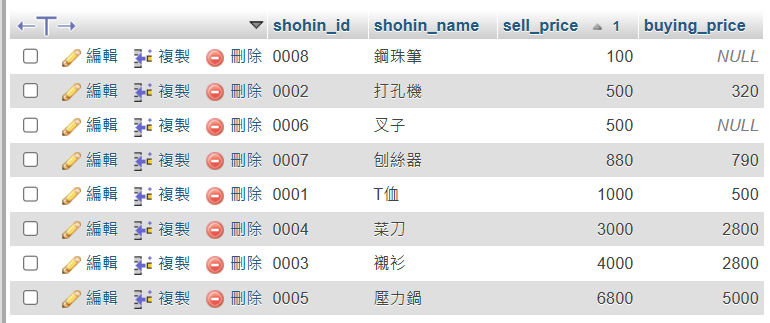 shohin_id shohin_name sell_price 1 buying_price
編輯 複製 刪除 0008 鋼珠筆 100 NULL
編輯 複製 刪除 0002 打孔機 500 320
編輯 複製 刪除 0006 叉子 500 NULL
編輯 複製 刪除 0007 刨絲器 880 790
編輯 複製 刪除 0001 T恤 1000 500
編輯 複製 刪除 0004 菜刀 3000 2800
編輯 複製 刪除 0003 襯衫 4000 2800
編輯 複製 刪除 0005 壓力鍋 6800 5000